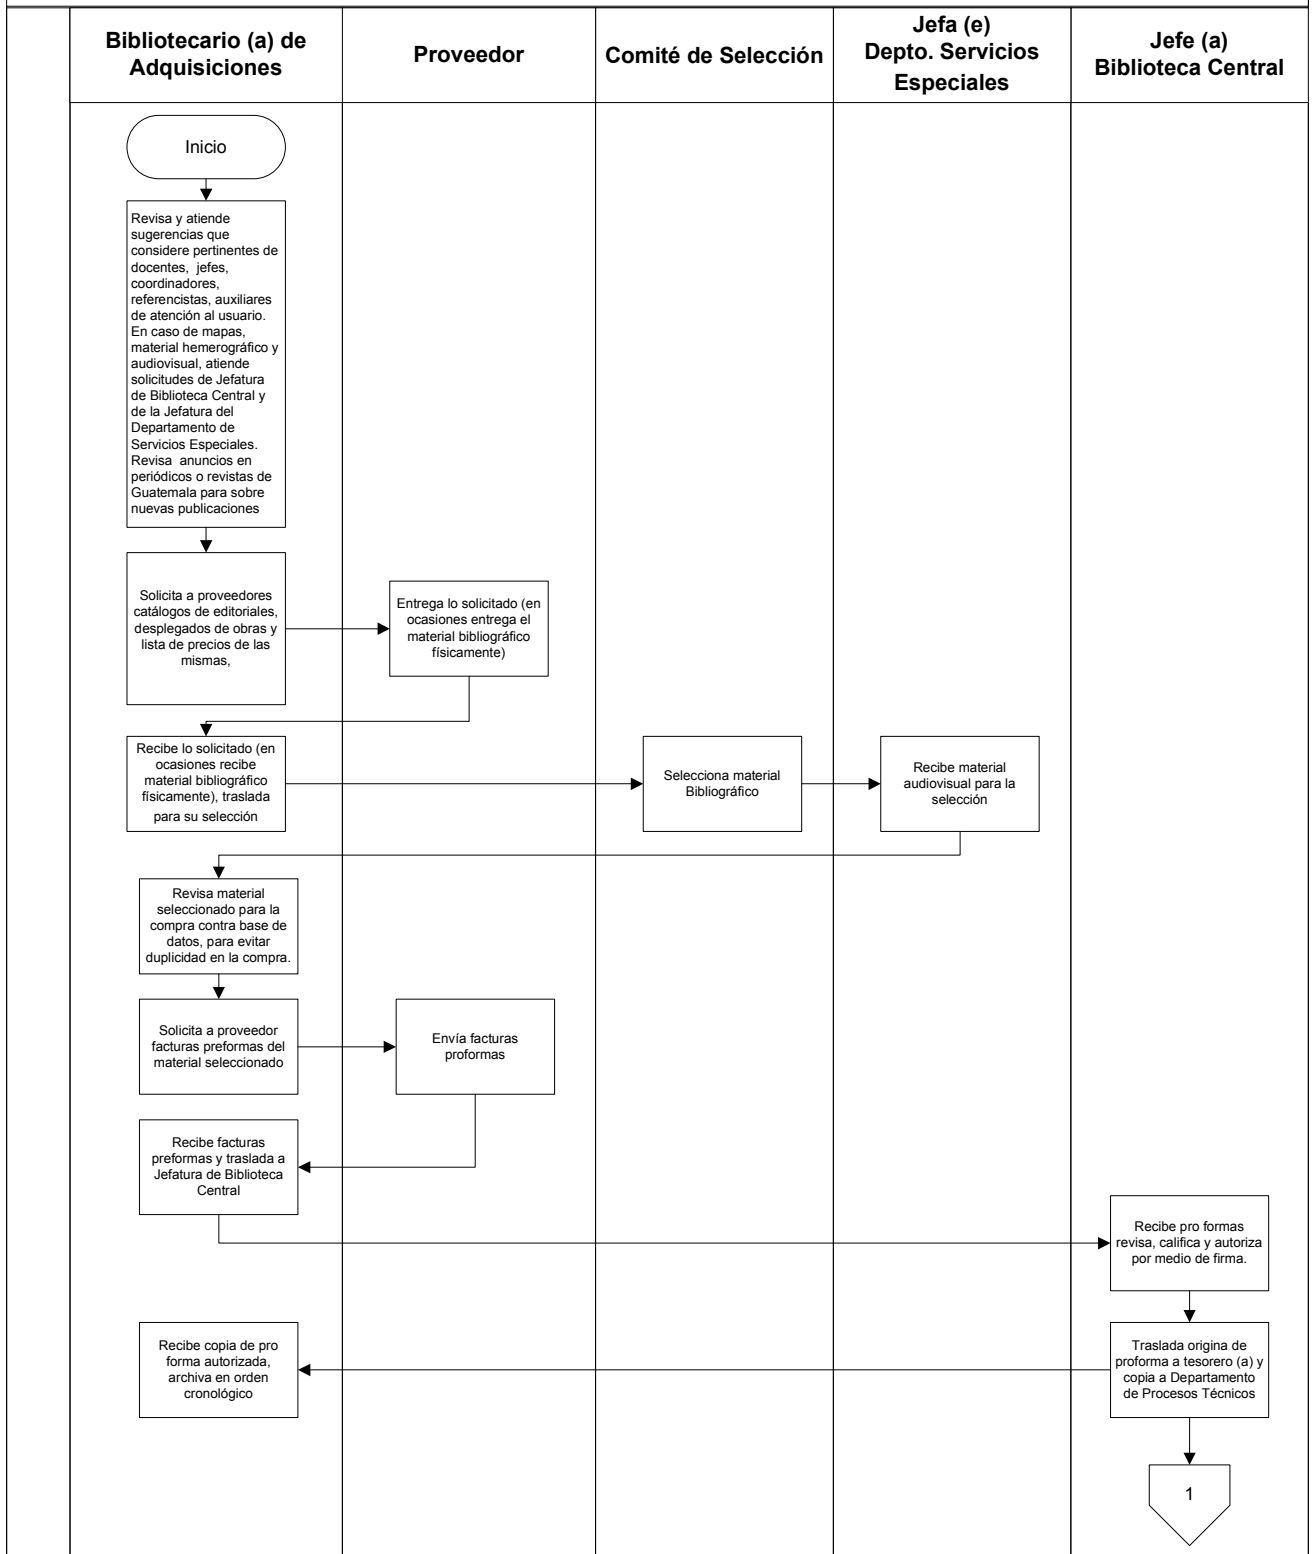 Bibliotecario (a) de
Adquisiciones
Proveedor
Comité de Selección
Jefa (e)
Depto. Servicios
Especiales
Jefe (a)
Biblioteca Central
Inicio
Revisa y atiende
sugerencias que
considere pertinentes de
docentes, jefes,
coordinadores,
referencistas, auxiliares
de atención al usuario.
En caso de mapas,
material hemerográfico y
audiovisual, atiende
solicitudes de Jefatura
de Biblioteca Central y
de la Jefatura del
Departamento de
Servicios Especiales.
Revisa anuncios en
periódicos o revistas de
Guatemala para sobre
nuevas publicaciones
Solicita a proveedores
catálogos de editoriales,
desplegados de obras y
lista de precios de las
mismas,
Entrega lo solicitado (en
ocasiones entrega el
material bibliográfico
físicamente)
Recibe lo solicitado (en
ocasiones recibe
material bibliográfico
físicamente), traslada
para su selección
Selecciona material
Bibliográfico
Recibe material
audiovisual para la
selección
Revisa material
seleccionado para la
compra contra base de
datos, para evitar
duplicidad en la compra.
Solicita a proveedor
facturas preformas del
material seleccionado
Envía facturas
proformas
Recibe facturas
preformas y traslada a
Jefatura de Biblioteca
Central
Recibe pro formas
revisa, califica y autoriza
por medio de firma.
Recibe copia de pro
forma autorizada,
archiva en orden
cronológico
Traslada origina de
proforma a tesorero (a) y
copia a Departamento
de Procesos Técnicos
1